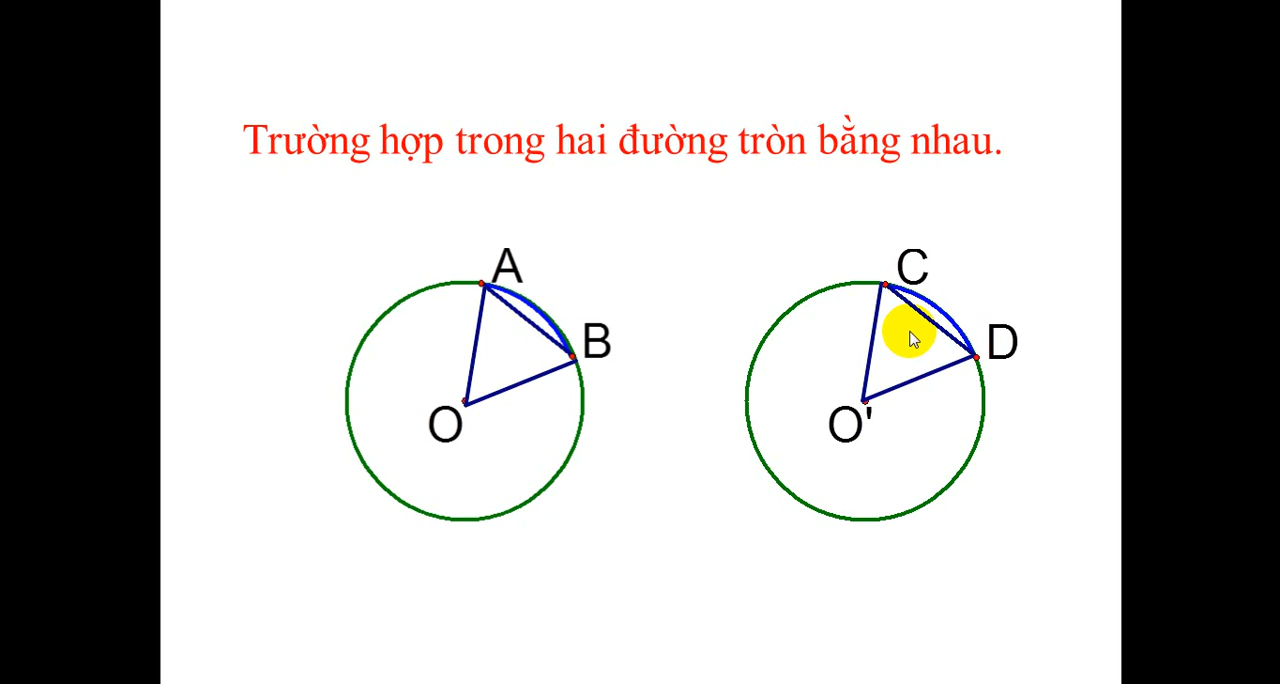 Trường hợp trong hai đường tròn bằng nhau.
A
C
B
D
O
O'